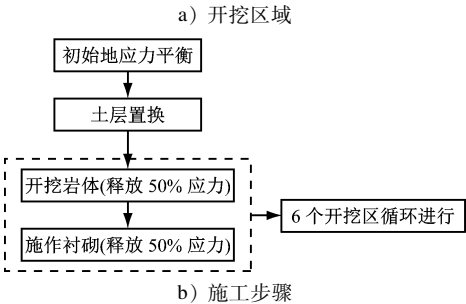 a）开挖区域
初始地应力平衡
土层置换
开挖岩体(释放 50% 应力)
6 个开挖区循环进行
施作衬砌(释放 50% 应力)
b）施工步骤